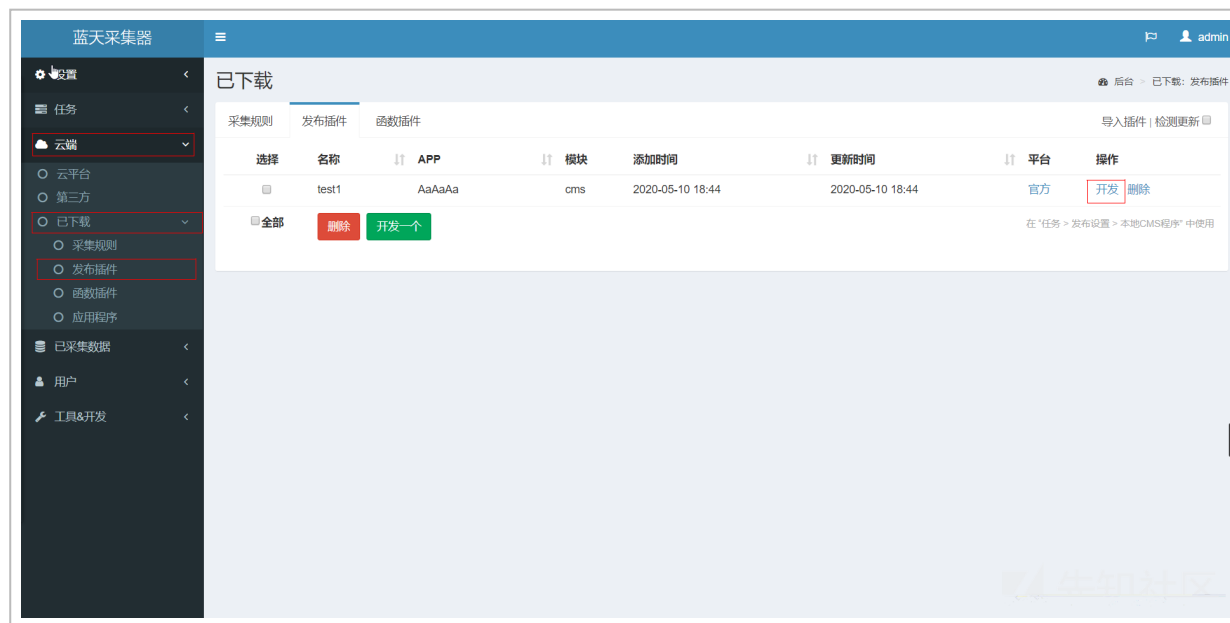 蓝天采集器
admin
设置
已下载
后台 > 已下载：发布插件
任务
采集规则 发布插件 函数插件 导入插件 | 检测更新
云端
选择 名称 APP 模块 添加时间 更新时间 平台 操作
云平台
test1 AaAaAa cms 2020-05-10 18:44 2020-05-10 18:44 官方 开发 删除
第三方
已下载
全部 删除 开发一个 在 "任务 > 发布设置 > 本地CMS程序" 中使用
采集规则
发布插件
函数插件
应用程序
已采集数据
用户
工具&开发
先知社区